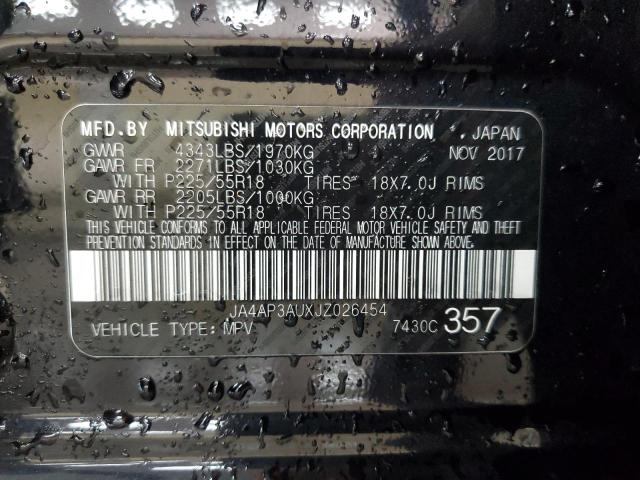 MFD.BY MITSUBISHI MOTORS CORPORATION *, JAPAN
GVWR 4343LBS/1970KG NOV 2017
GAWR FR 2271LBS/1030KG
WITH P225/55R18 TIRES 18X7.0J RIMS
GAWR RR 2205LBS/1000KG
WITH P225/55R18 TIRES 18X7.0J RIMS
THIS VEHICLE CONFORMS TO ALL APPLICABLE FEDERAL MOTOR VEHICLE SAFETY AND THEFT
PREVENTION STANDARDS IN EFFECT ON THE DATE OF MANUFACTURE SHOWN ABOVE.
JA4AP3AUXJZ026454
VEHICLE TYPE: MPV 7430C 357